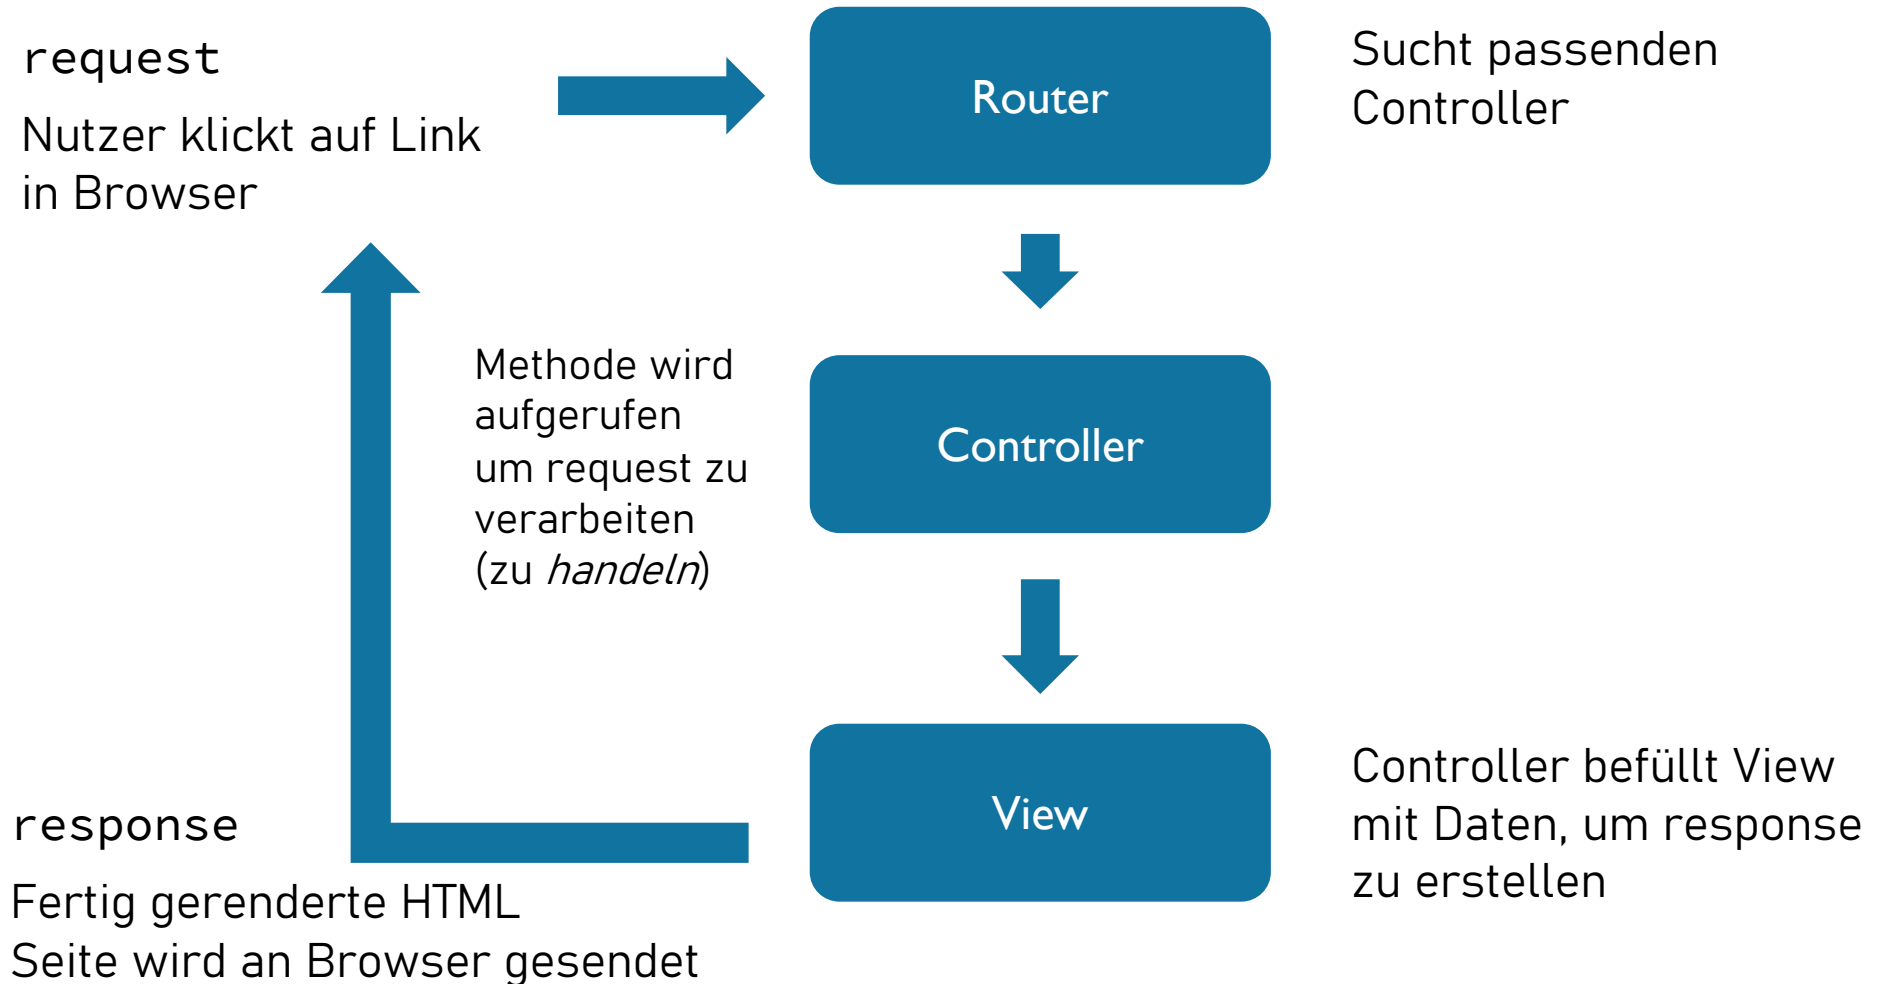 request
Nutzer klickt auf Link
in Browser
Router
Sucht passenden
Controller
Methode wird
aufgerufen
um request zu
verarbeiten
(zu handeln)
Controller
View
Controller befüllt View
mit Daten, um response
zu erstellen
response
Fertig gerenderte HTML
Seite wird an Browser gesendet